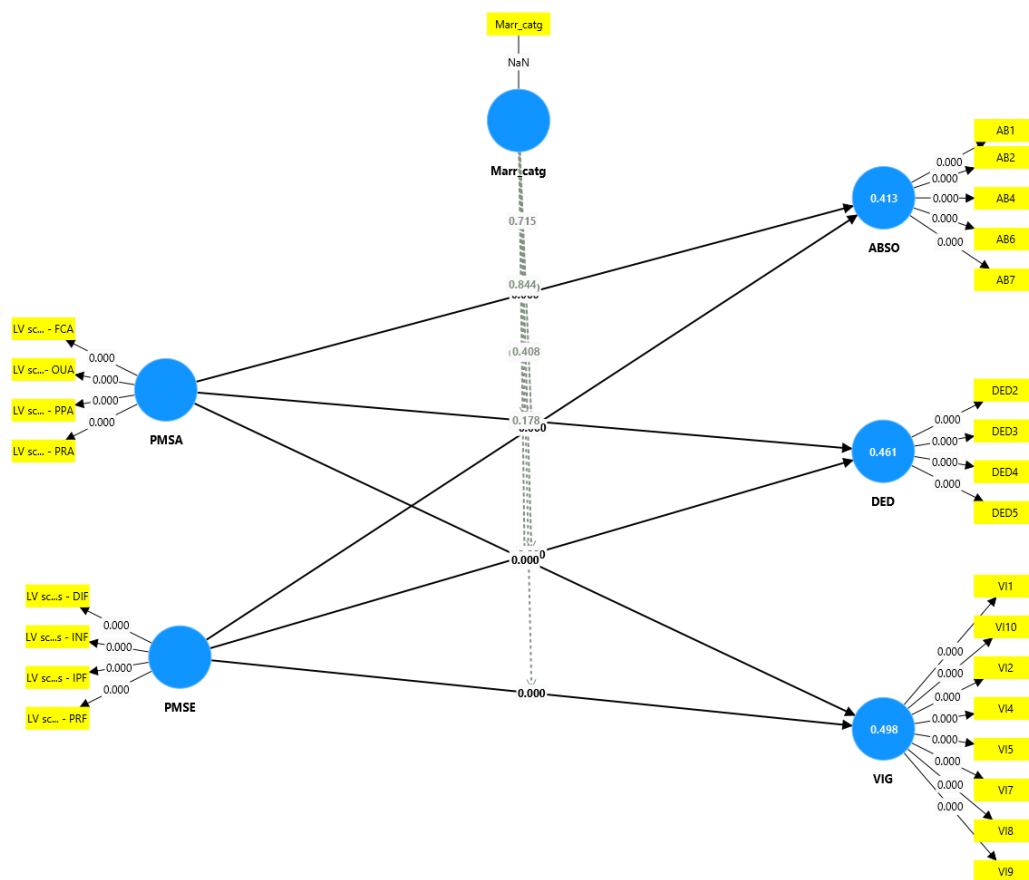 Marr_catg
NaN
Marr_catg
0.715
0.844
0.000
0.408
0.178
0.000
0.000
0.000
LV sc... - FCA
LV sc...- OUA
LV sc... - PPA
LV sc... - PRA
0.000
0.000
0.000
0.000
PMSA
LV sc...s - DIF
LV sc...s - INF
LV sc...s - IPF
LV sc... - PRF
0.000
0.000
0.000
0.000
PMSE
0.413
ABSO
0.000
0.000
0.000
0.000
0.000
AB1
AB2
AB4
AB6
AB7
0.461
DED
0.000
0.000
0.000
0.000
DED2
DED3
DED4
DED5
0.498
VIG
0.000
0.000
0.000
0.000
0.000
0.000
0.000
0.000
VI1
VI10
VI2
VI4
VI5
VI7
VI8
VI9